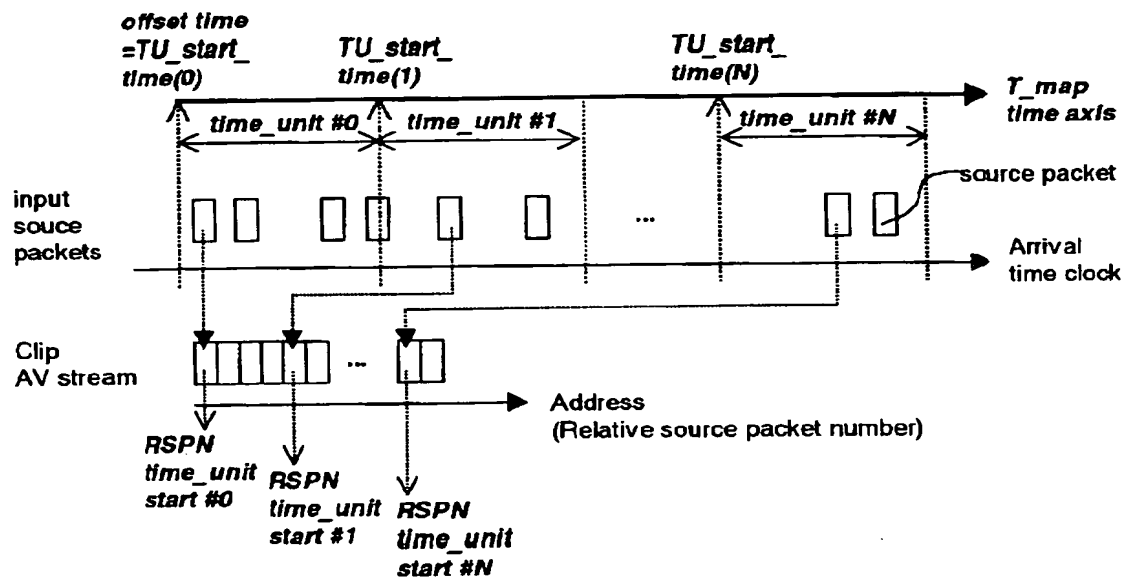 offset time
=TU_start_
time(0)
TU_start_
time(1)
TU_start_
time(N)
T_map
time axis
time_unit #0
time_unit #1
time_unit #N
source packet
input
souce
packets
...
Arrival
time clock
Clip
AV stream
...
Address
(Relative source packet number)
RSPN
time_unit
start #0
RSPN
time_unit
start #1
RSPN
time_unit
start #N